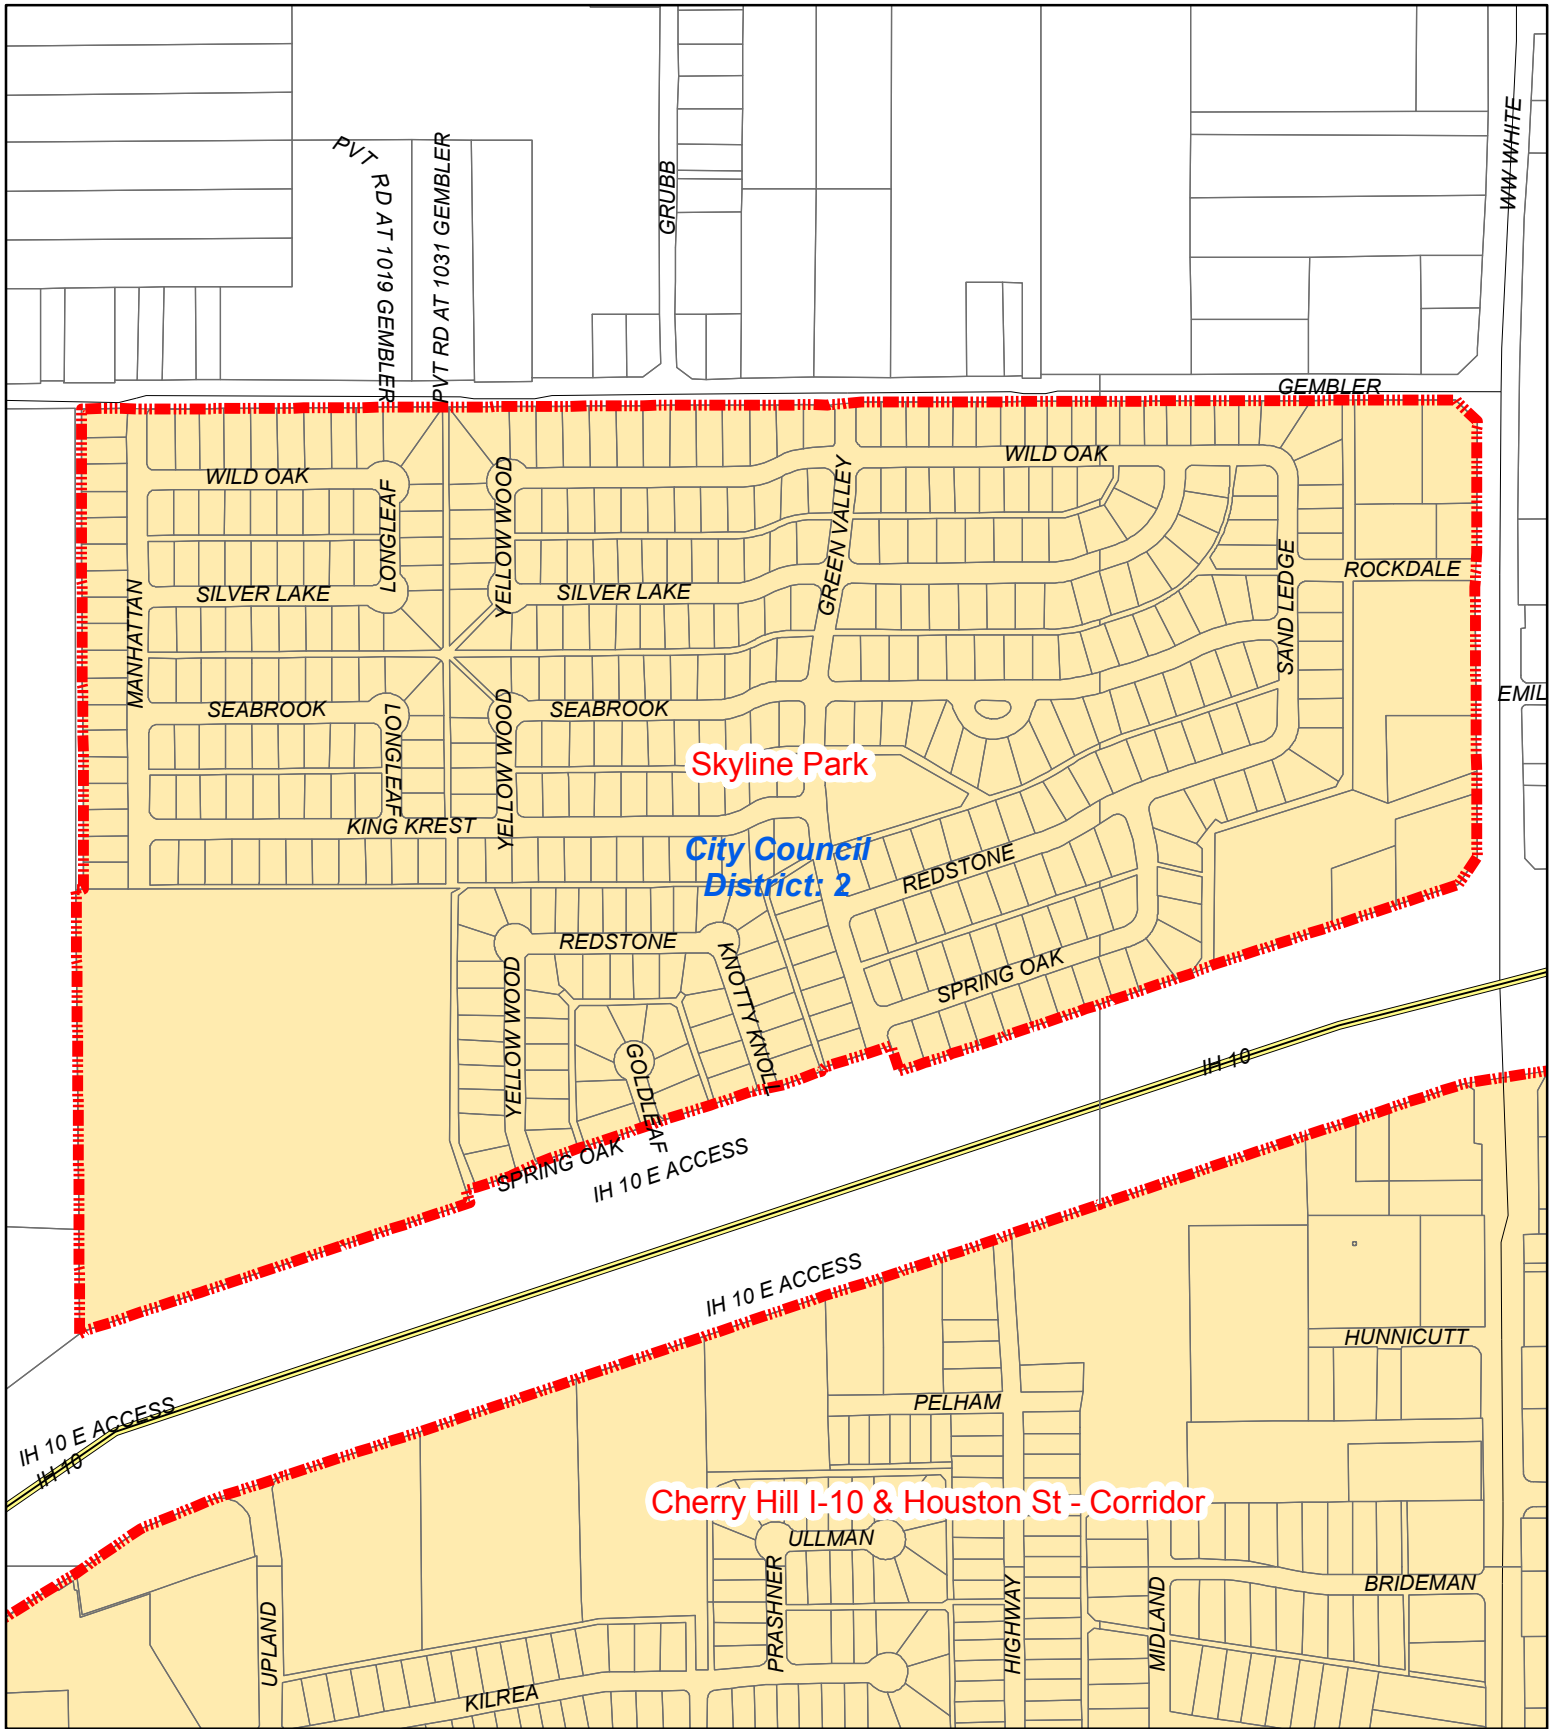 WW WHITE
PVT RD AT 1019 GEMBLER
PVT RD AT 1031 GEMBLER
GRUBB
GEMBLER
WILD OAK
WILD OAK
LONGLEAF
YELLOW WOOD
GREEN VALLEY
SAND LEDGE
ROCKDALE
MANHATTAN
SILVER LAKE
SILVER LAKE
SEABROOK
LONGLEAF
YELLOW WOOD
SEABROOK
EMIL
Skyline Park
KING KREST
City Council
District: 2
REDSTONE
REDSTONE
YELLOW WOOD
KNOTTY KNOLL
SPRING OAK
GOLDLEAF
IH 10
SPRING OAK
IH 10 E ACCESS
IH 10 E ACCESS
HUNNICUTT
PELHAM
IH 10 E ACCESS
IH 10
Cherry Hill I-10 & Houston St - Corridor
ULLMAN
PRASHNER
HIGHWAY
MIDLAND
BRIDEMAN
UPLAND
KILREA